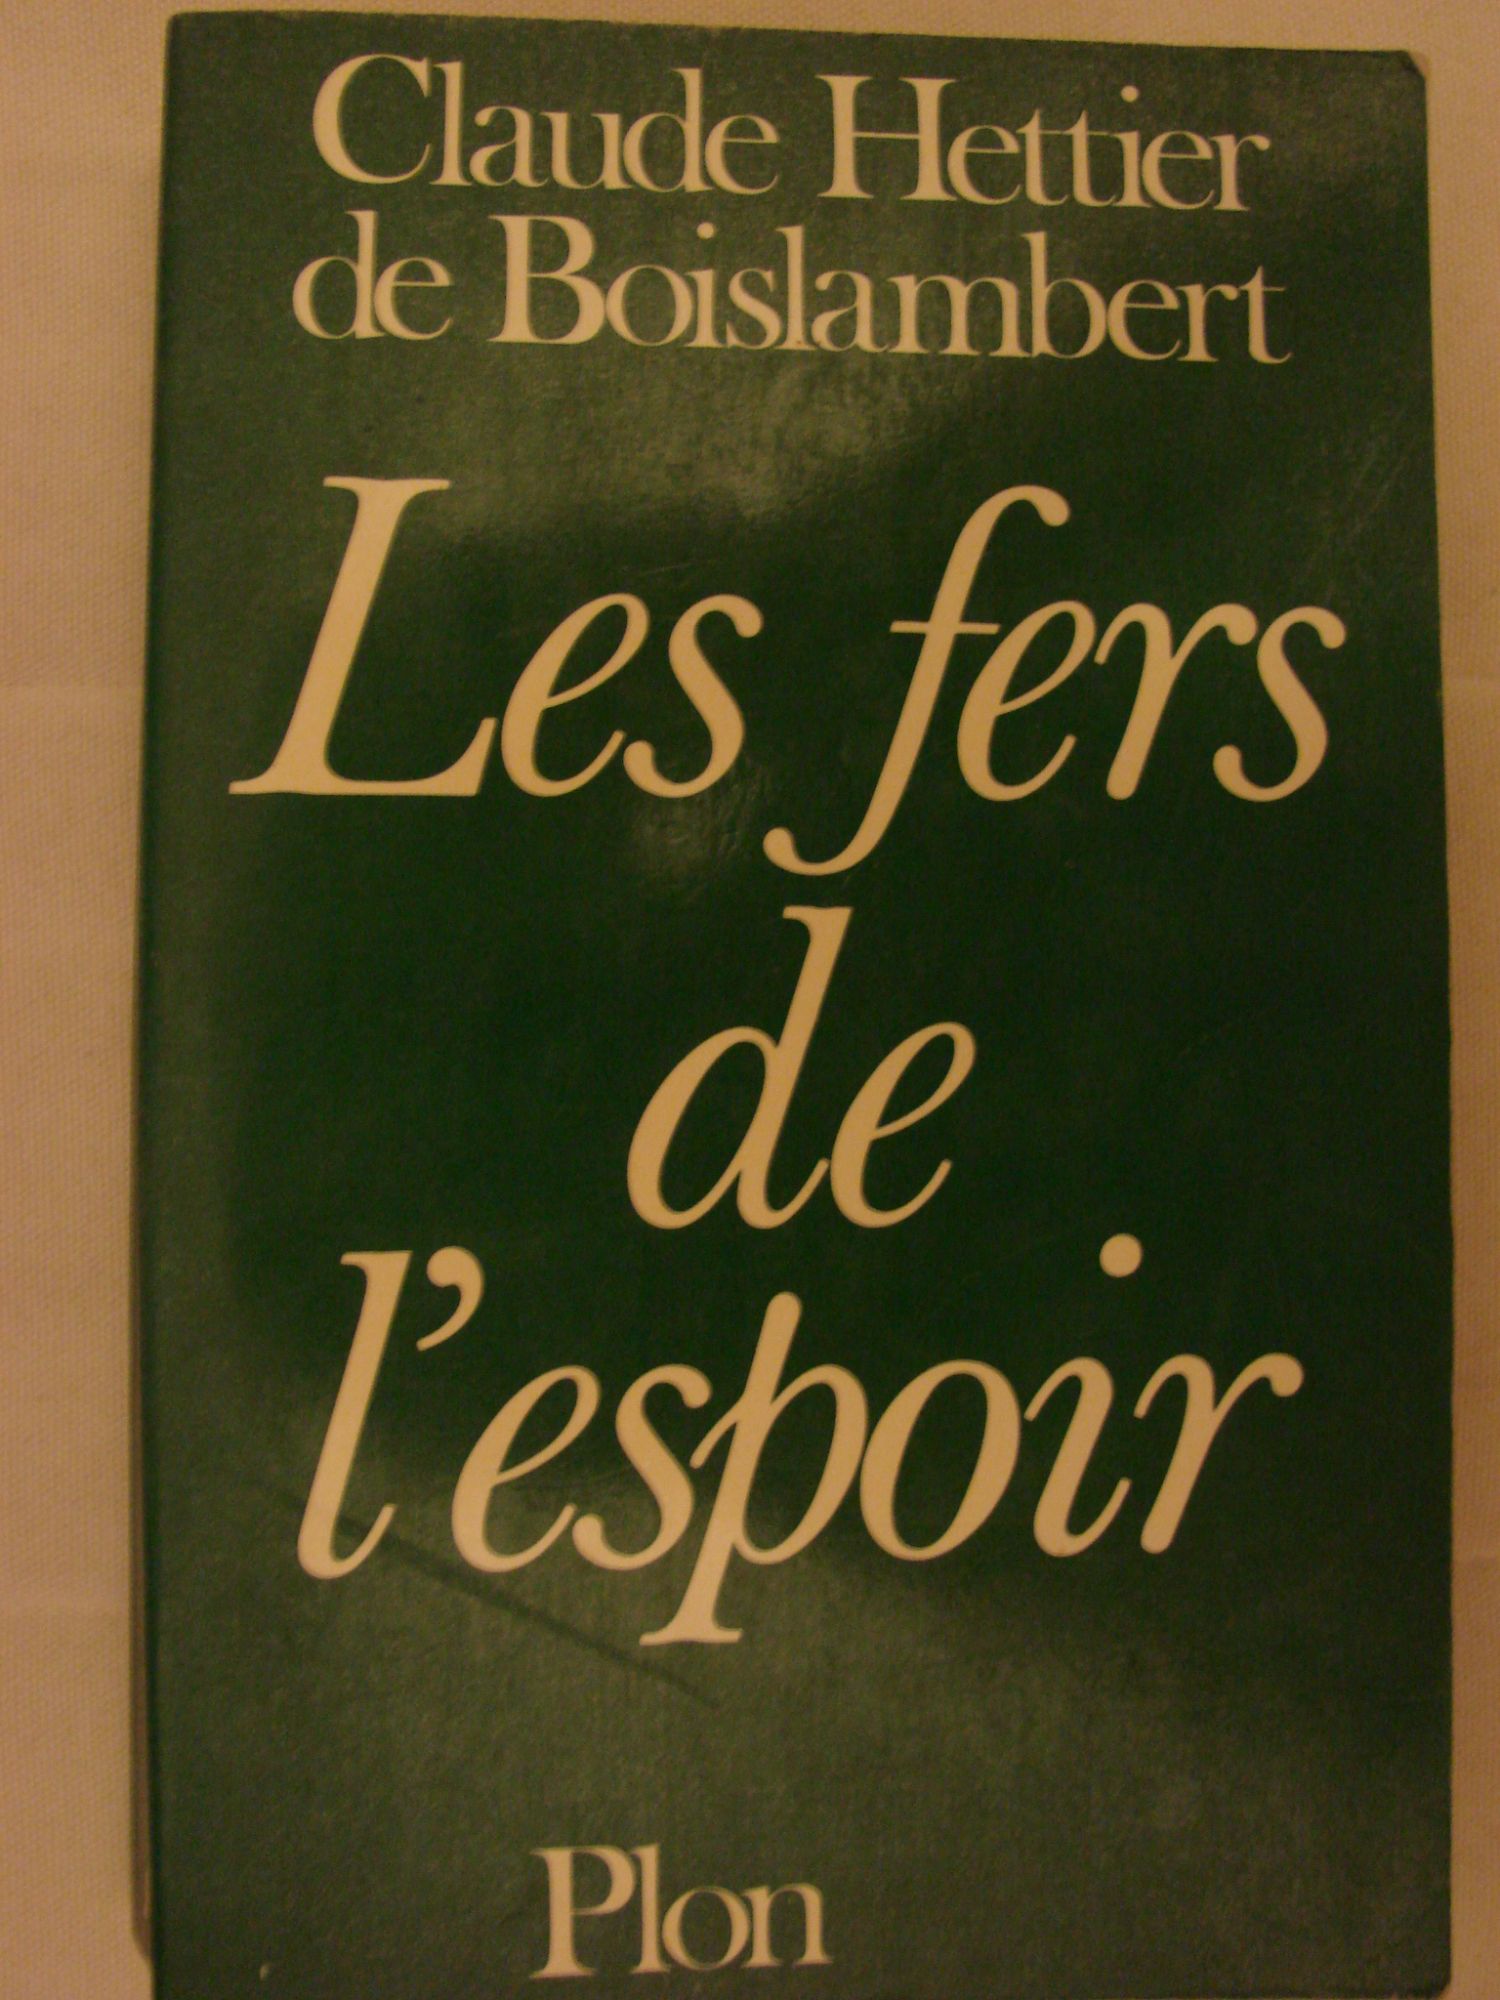 Claude Hettier
de Boislambert
Les fers
de
l'espoir
Plon